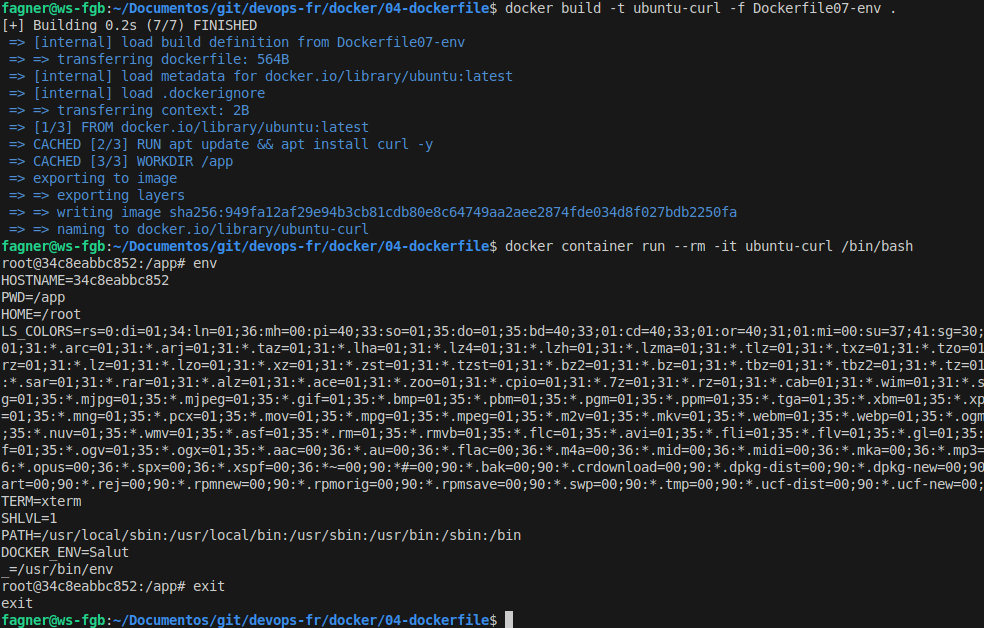 fagner@ws-fgb:~/Documentos/git/devops-fr/docker/04-dockerfile$ docker build -t ubuntu-curl -f Dockerfile07-env .
[+] Building 0.2s (7/7) FINISHED
 => [internal] load build definition from Dockerfile07-env
 => => transferring dockerfile: 564B
 => [internal] load metadata for docker.io/library/ubuntu:latest
 => [internal] load .dockerignore
 => => transferring context: 2B
 => [1/3] FROM docker.io/library/ubuntu:latest
 => CACHED [2/3] RUN apt update && apt install curl -y
 => CACHED [3/3] WORKDIR /app
 => exporting to image
 => => exporting layers
 => => writing image sha256:949fa12af29e94b3cb81cdb80e8c64749aa2aee2874fde034d8f027bdb2250fa
 => => naming to docker.io/library/ubuntu-curl
fagner@ws-fgb:~/Documentos/git/devops-fr/docker/04-dockerfile$ docker container run --rm -it ubuntu-curl /bin/bash
root@34c8eabbc852:/app# env
HOSTNAME=34c8eabbc852
PWD=/app
HOME=/root
LS_COLORS=rs=0:di=01;34:ln=01;36:mh=00:pi=40;33:so=01;35:do=01;35:bd=40;33;01:cd=40;33;01:or=40;31;01:mi=00:su=37;41:sg=30;
01;31:*.arc=01;31:*.arj=01;31:*.taz=01;31:*.lha=01;31:*.lz4=01;31:*.lzh=01;31:*.lzma=01;31:*.tlz=01;31:*.txz=01;31:*.tzo=01
rz=01;31:*.lz=01;31:*.lzo=01;31:*.xz=01;31:*.zst=01;31:*.tzst=01;31:*.bz2=01;31:*.bz=01;31:*.tbz=01;31:*.tbz2=01;31:*.tz=01
:*.sar=01;31:*.rar=01;31:*.alz=01;31:*.ace=01;31:*.zoo=01;31:*.cpio=01;31:*.7z=01;31:*.rz=01;31:*.cab=01;31:*.wim=01;31:*.s
g=01;35:*.mjpg=01;35:*.mjpeg=01;35:*.gif=01;35:*.bmp=01;35:*.pbm=01;35:*.pgm=01;35:*.ppm=01;35:*.tga=01;35:*.xbm=01;35:*.xp
=01;35:*.mng=01;35:*.pcx=01;35:*.mov=01;35:*.mpg=01;35:*.mpeg=01;35:*.m2v=01;35:*.mkv=01;35:*.webm=01;35:*.webp=01;35:*.ogm
;35:*.nuv=01;35:*.wmv=01;35:*.asf=01;35:*.rm=01;35:*.rmvb=01;35:*.flc=01;35:*.avi=01;35:*.fli=01;35:*.flv=01;35:*.gl=01;35:
f=01;35:*.ogv=01;35:*.ogx=01;35:*.aac=00;36:*.au=00;36:*.flac=00;36:*.m4a=00;36:*.mid=00;36:*.midi=00;36:*.mka=00;36:*.mp3=
6:*.opus=00;36:*.spx=00;36:*.xspf=00;36:*~=00;90:*#=00;90:*.bak=00;90:*.crdownload=00;90:*.dpkg-dist=00;90:*.dpkg-new=00;90
art=00;90:*.rej=00;90:*.rpmnew=00;90:*.rpmorig=00;90:*.rpmsave=00;90:*.swp=00;90:*.tmp=00;90:*.ucf-dist=00;90:*.ucf-new=00;
TERM=xterm
SHLVL=1
PATH=/usr/local/sbin:/usr/local/bin:/usr/sbin:/usr/bin:/sbin:/bin
DOCKER_ENV=Salut
_=/usr/bin/env
root@34c8eabbc852:/app# exit
exit
fagner@ws-fgb:~/Documentos/git/devops-fr/docker/04-dockerfile$